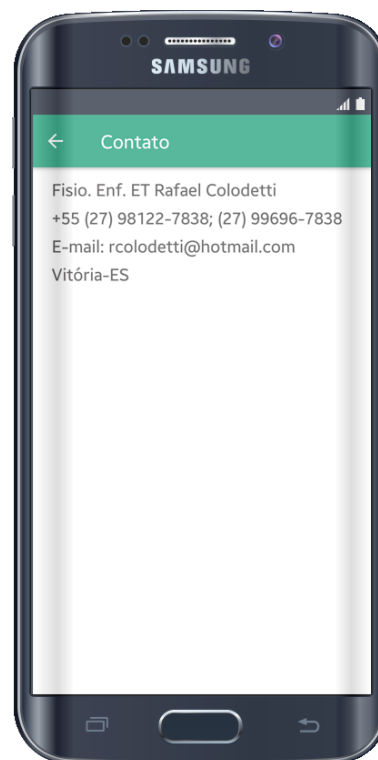 SAMSUNG
Contato
Fisio. Enf. ET Rafael Colodetti
+55 (27) 98122-7838; (27) 99696-7838
E-mail: rcolodetti@hotmail.com
Vitória-ES